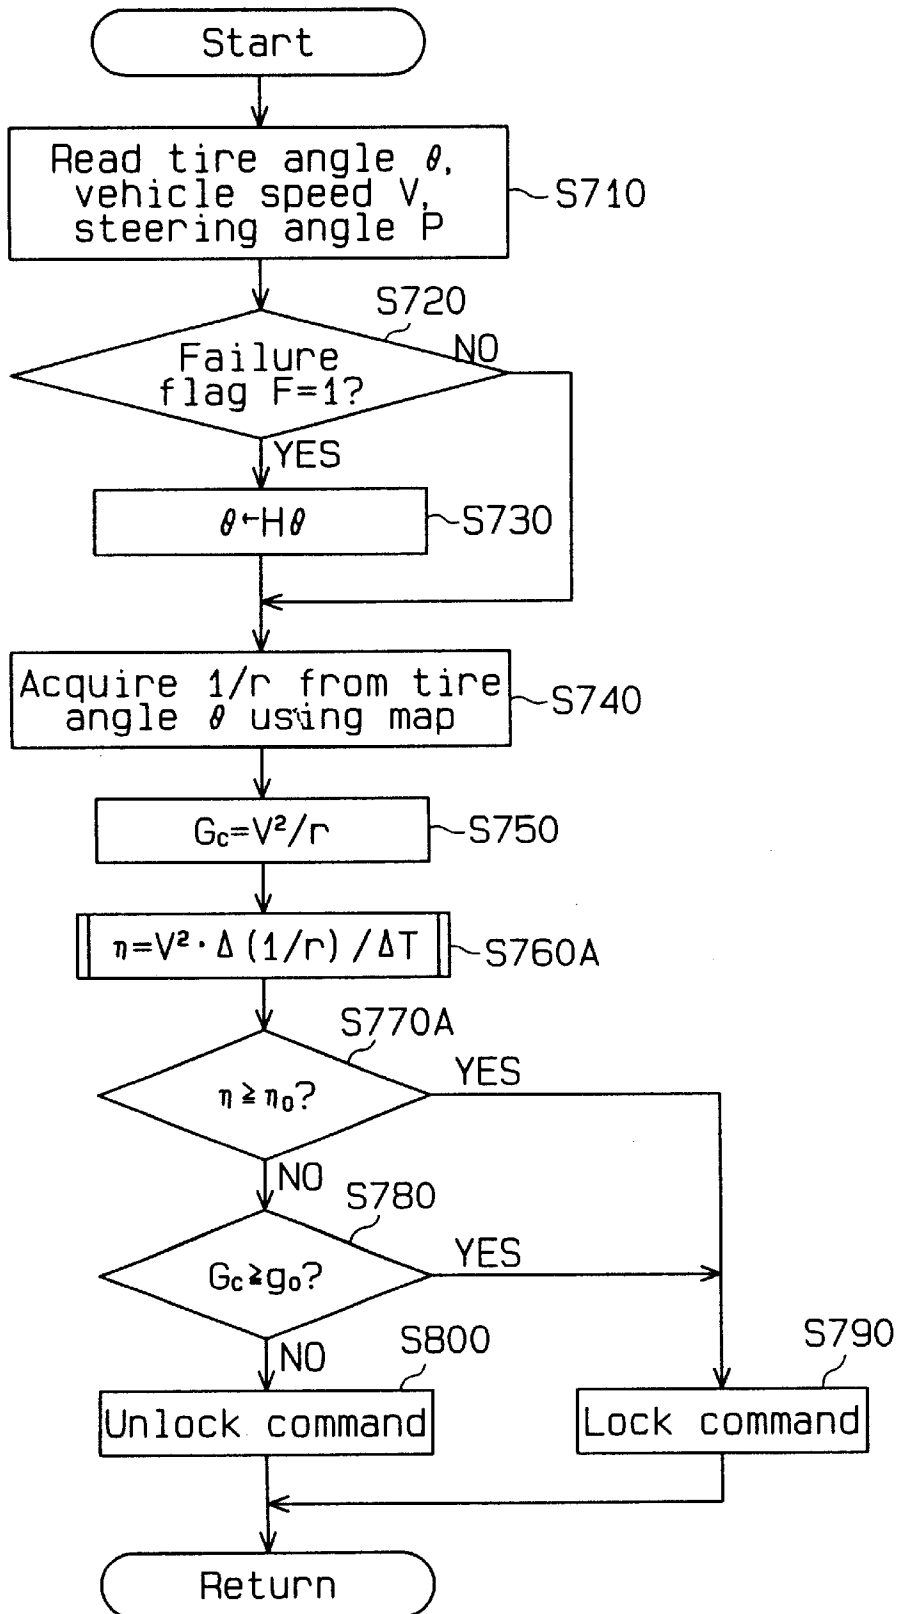 Start
Read tire angle θ,
vehicle speed V,
steering angle P
S710
S720
Failure
flag F=1?
NO
YES
θ←Hθ
S730
Acquire 1/r from tire
angle θ using map
S740
Gc=V²/r
S750
η=V²·Δ(1/r)/ΔT
S760A
S770A
η≧η₀?
YES
NO
S780
Gc≧g₀?
YES
NO
S800
Unlock command
S790
Lock command
Return